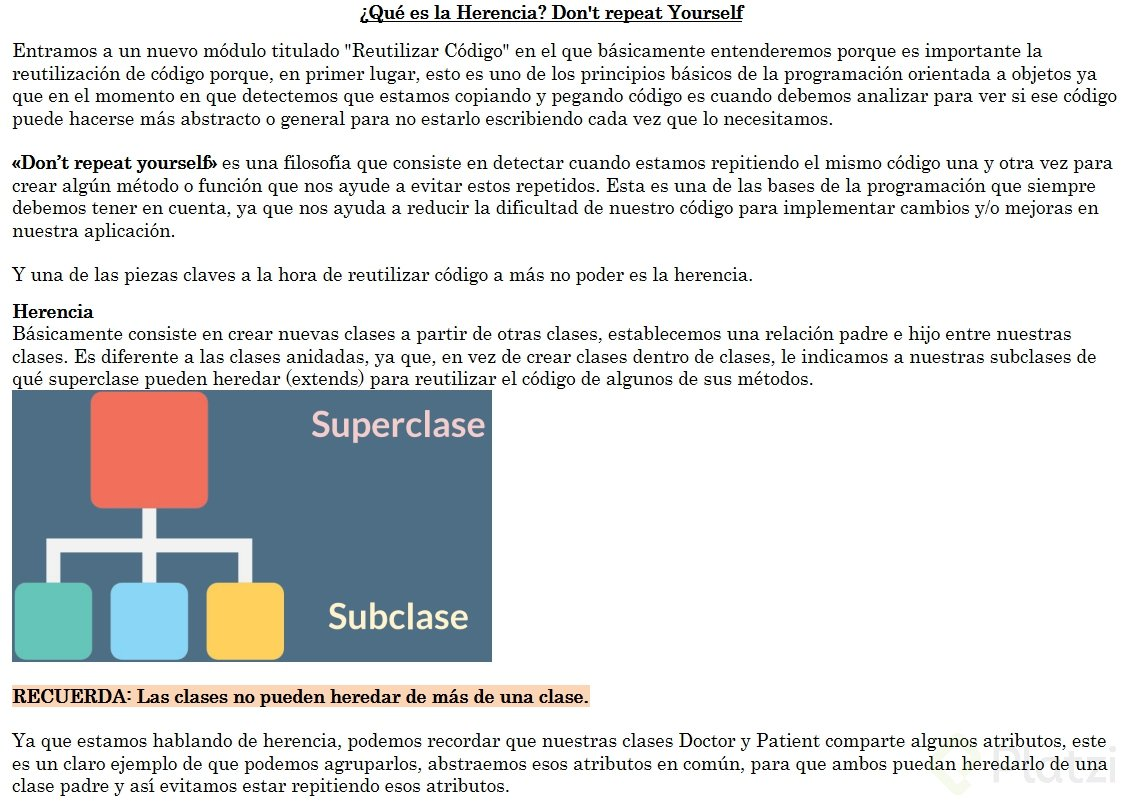 ¿Qué es la Herencia? Don't repeat Yourself
Entramos a un nuevo módulo titulado "Reutilizar Código" en el que básicamente entenderemos porque es importante la
reutilización de código porque, en primer lugar, esto es uno de los principios básicos de la programación orientada a objetos ya
que en el momento en que detectemos que estamos copiando y pegando código es cuando debemos analizar para ver si ese código
puede hacerse más abstracto o general para no estarlo escribiendo cada vez que lo necesitamos.
«Don’t repeat yourself» es una filosofía que consiste en detectar cuando estamos repitiendo el mismo código una y otra vez para
crear algún método o función que nos ayude a evitar estos repetidos. Esta es una de las bases de la programación que siempre
debemos tener en cuenta, ya que nos ayuda a reducir la dificultad de nuestro código para implementar cambios y/o mejoras en
nuestra aplicación.
Y una de las piezas claves a la hora de reutilizar código a más no poder es la herencia.
Herencia
Básicamente consiste en crear nuevas clases a partir de otras clases, establecemos una relación padre e hijo entre nuestras
clases. Es diferente a las clases anidadas, ya que, en vez de crear clases dentro de clases, le indicamos a nuestras subclases de
qué superclase pueden heredar (extends) para reutilizar el código de algunos de sus métodos.
Superclase
Subclase
RECUERDA: Las clases no pueden heredar de más de una clase.
Ya que estamos hablando de herencia, podemos recordar que nuestras clases Doctor y Patient comparte algunos atributos, este
es un claro ejemplo de que podemos agruparlos, abstraemos esos atributos en común, para que ambos puedan heredarlo de una
clase padre y así evitamos estar repitiendo esos atributos.
Platzi